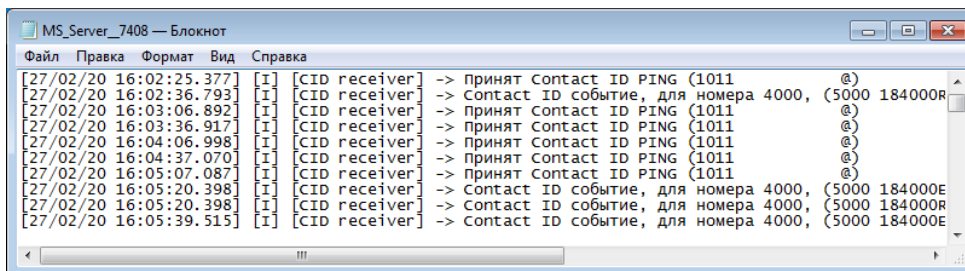 MS_Server__7408 — Блокнот
Файл Правка Формат Вид Справка
[27/02/20 16:02:25.377] [I] [CID receiver] -> Принят Contact ID PING (1011 @)
[27/02/20 16:02:36.793] [I] [CID receiver] -> Contact ID событие, для номера 4000, (5000 184000R
[27/02/20 16:03:06.892] [I] [CID receiver] -> Принят Contact ID PING (1011 @)
[27/02/20 16:03:36.917] [I] [CID receiver] -> Принят Contact ID PING (1011 @)
[27/02/20 16:04:06.998] [I] [CID receiver] -> Принят Contact ID PING (1011 @)
[27/02/20 16:04:37.070] [I] [CID receiver] -> Принят Contact ID PING (1011 @)
[27/02/20 16:05:07.087] [I] [CID receiver] -> Принят Contact ID PING (1011 @)
[27/02/20 16:05:20.398] [I] [CID receiver] -> Contact ID событие, для номера 4000, (5000 184000E
[27/02/20 16:05:20.398] [I] [CID receiver] -> Contact ID событие, для номера 4000, (5000 184000R
[27/02/20 16:05:39.515] [I] [CID receiver] -> Contact ID событие, для номера 4000, (5000 184000E